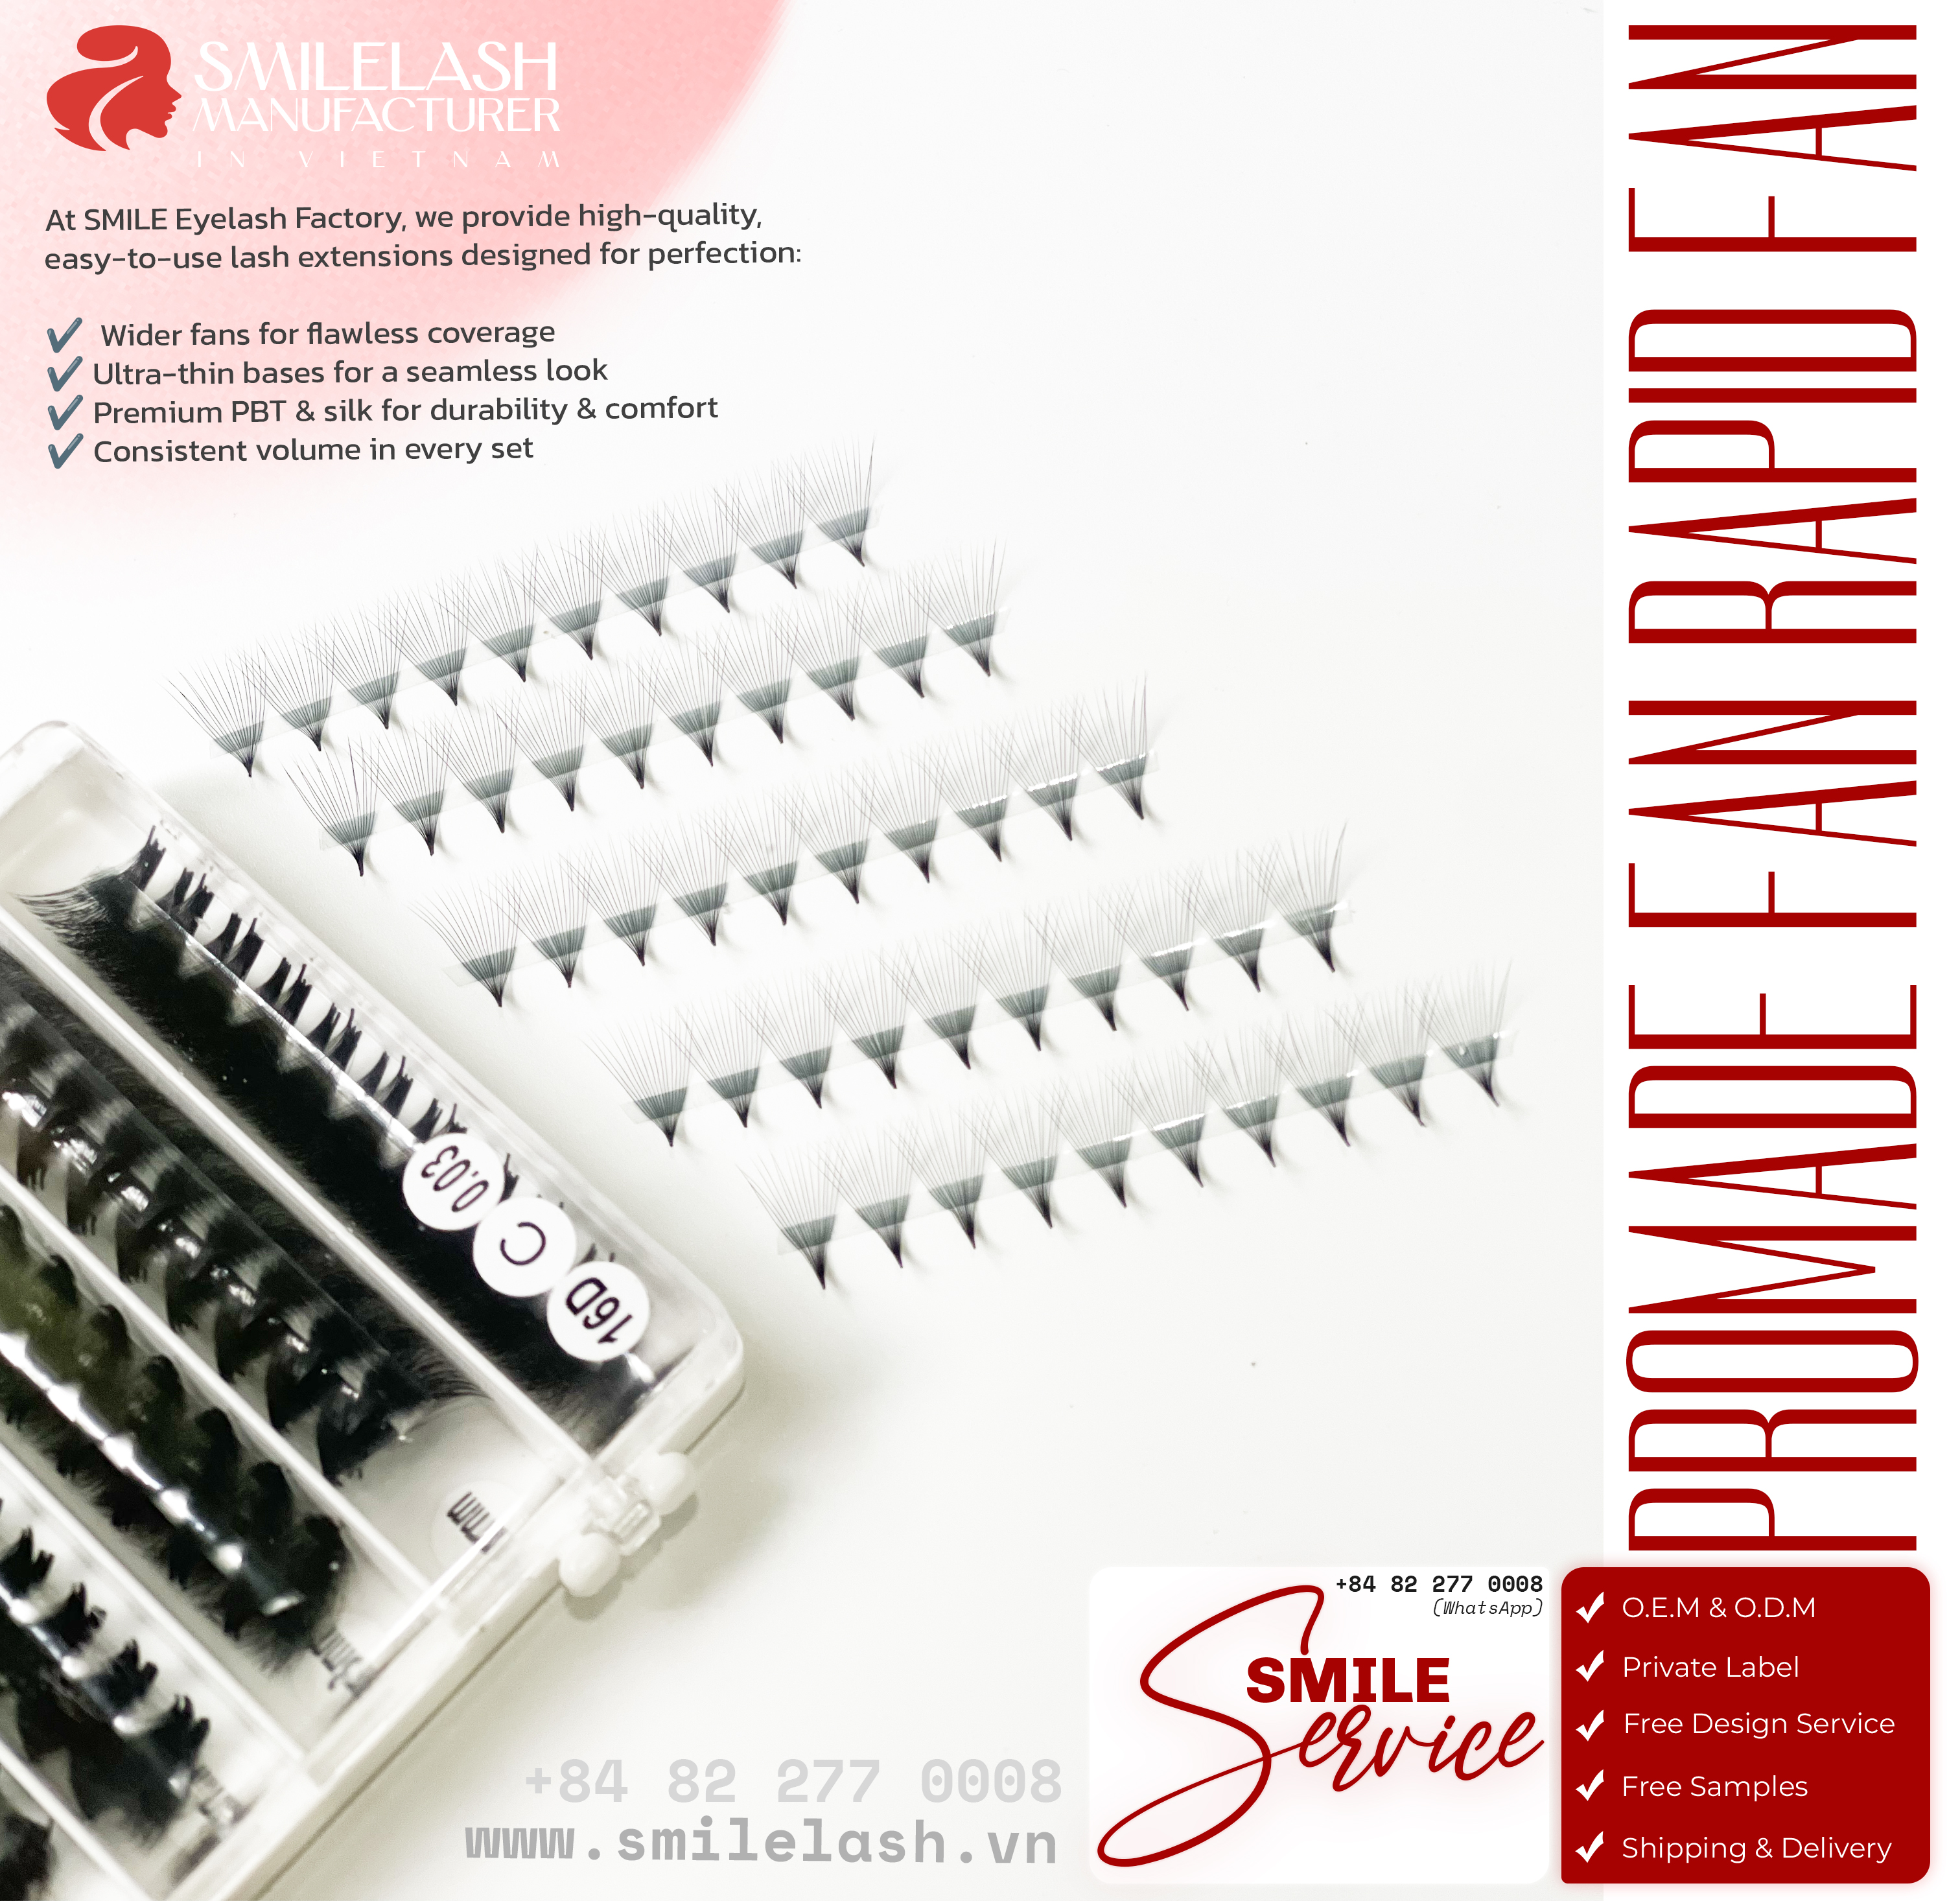 SMILELASH
MANUFACTURER
IN VIETNAM
At SMILE Eyelash Factory, we provide high-quality,
easy-to-use lash extensions designed for perfection:
✔ Wider fans for flawless coverage
✔ Ultra-thin bases for a seamless look
✔ Premium PBT & silk for durability & comfort
✔ Consistent volume in every set
PROMADE FAN RAPID FAN
0.03
C
16D
mm
+84 82 277 0008
www.smilelash.vn
+84 82 277 0008
(WhatsApp)
SMILE
Service
✔ O.E.M & O.D.M
✔ Private Label
✔ Free Design Service
✔ Free Samples
✔ Shipping & Delivery